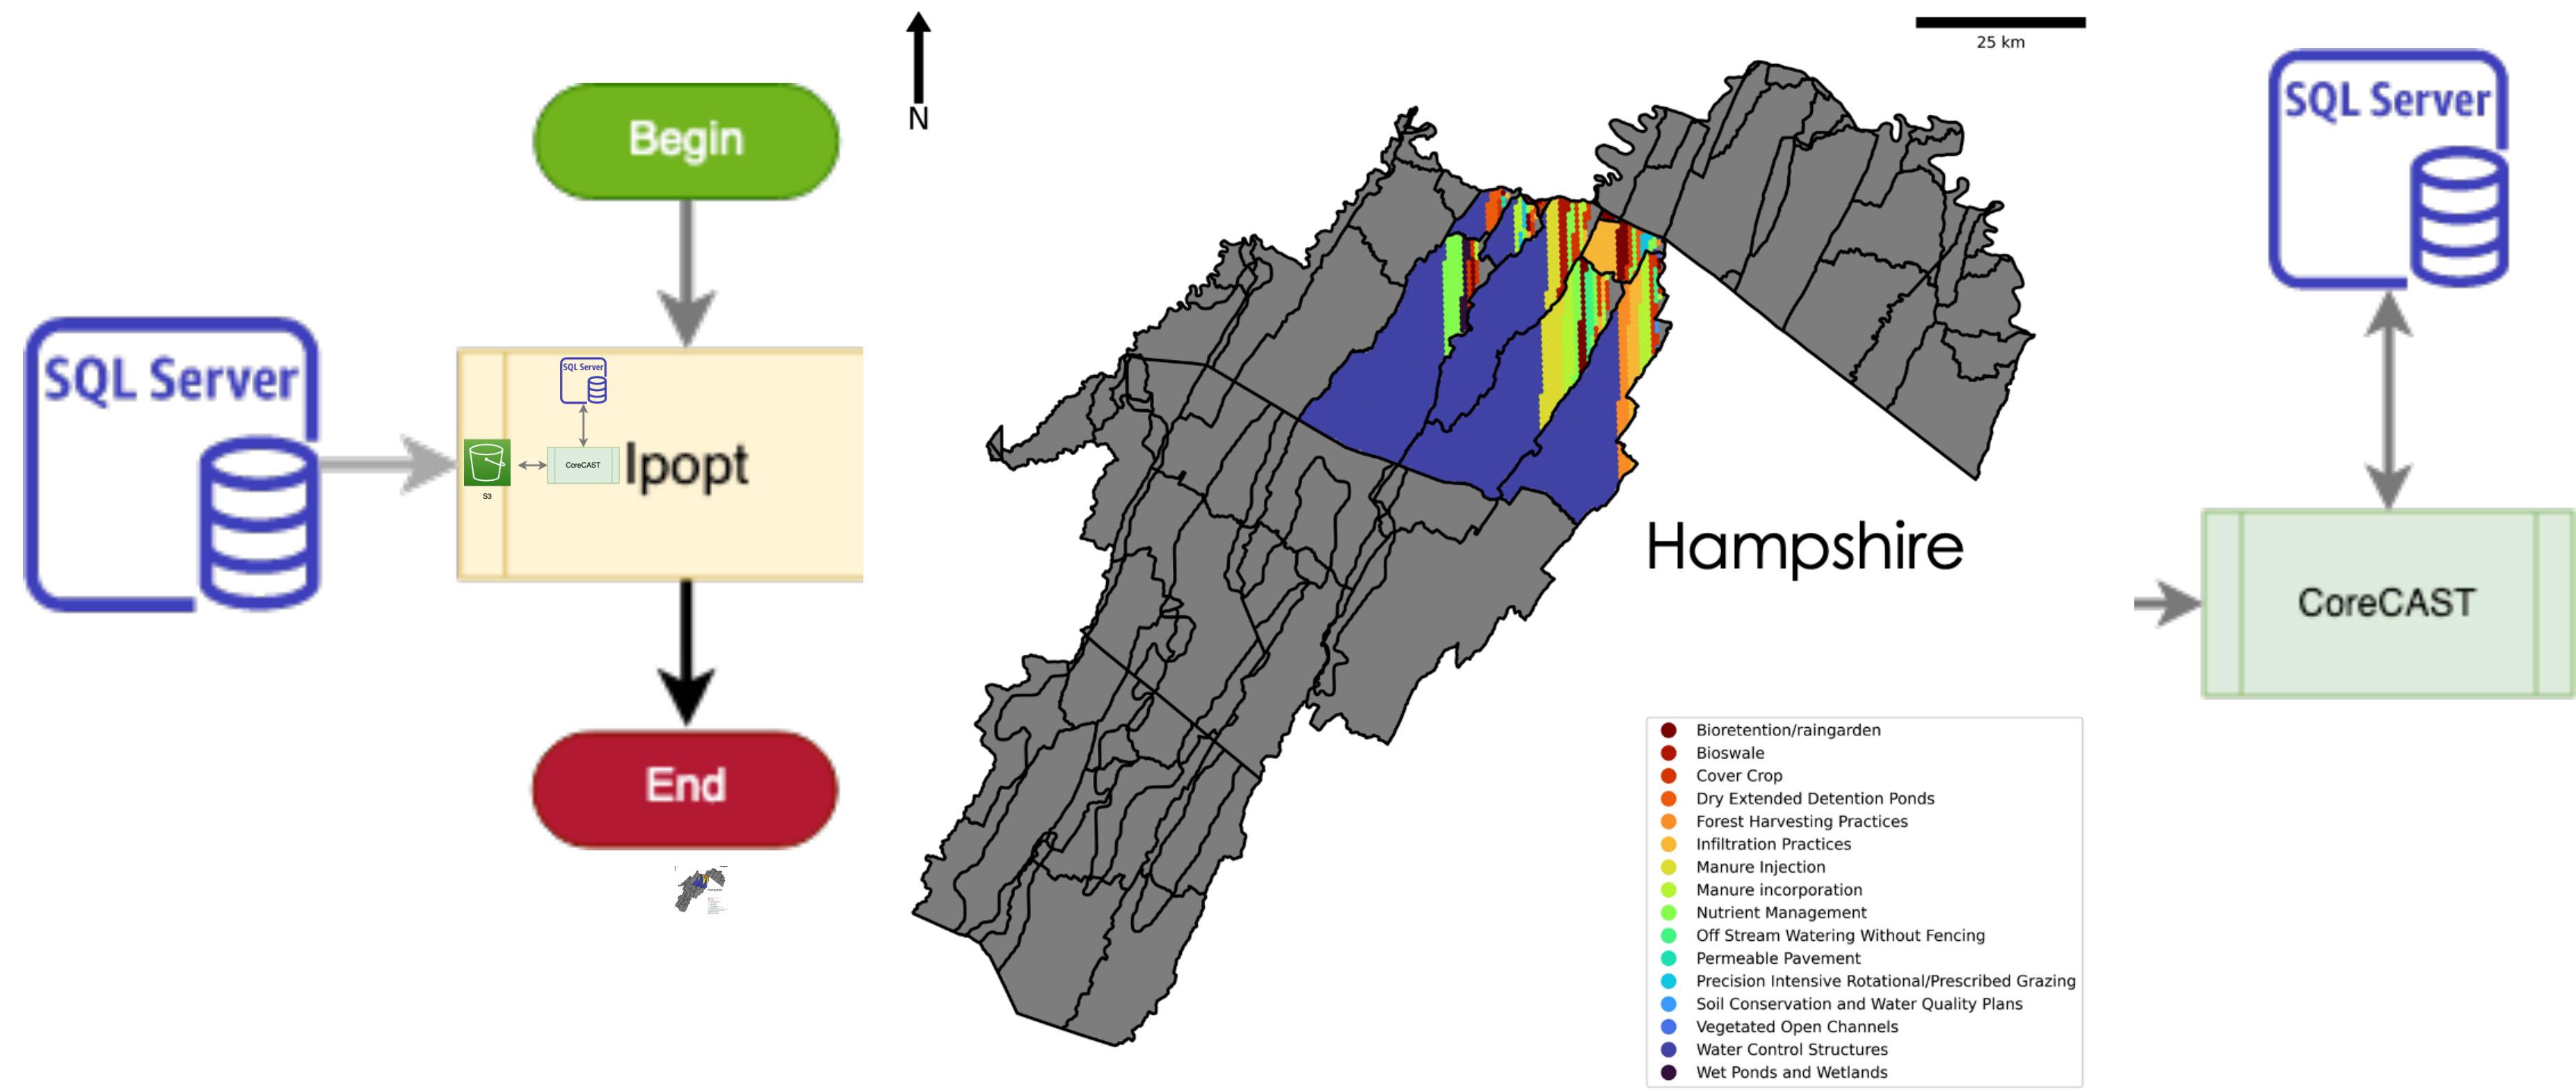 Begin
SQL Server
SQL Server
S3
CoreCAST
Ipopt
End
N
25 km
Hampshire
Bioretention/raingarden
Bioswale
Cover Crop
Dry Extended Detention Ponds
Forest Harvesting Practices
Infiltration Practices
Manure Injection
Manure incorporation
Nutrient Management
Off Stream Watering Without Fencing
Permeable Pavement
Precision Intensive Rotational/Prescribed Grazing
Soil Conservation and Water Quality Plans
Vegetated Open Channels
Water Control Structures
Wet Ponds and Wetlands
SQL Server
CoreCAST